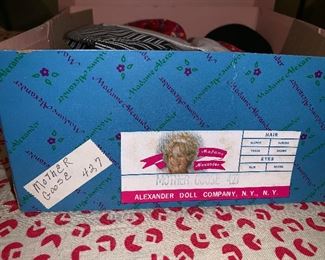 Madame Alexander
MOTHER
GOOSE 427
Madame
Alexander
MOTHER GOOSE 427
HAIR
EYES
ALEXANDER DOLL COMPANY, N.Y., N.Y.